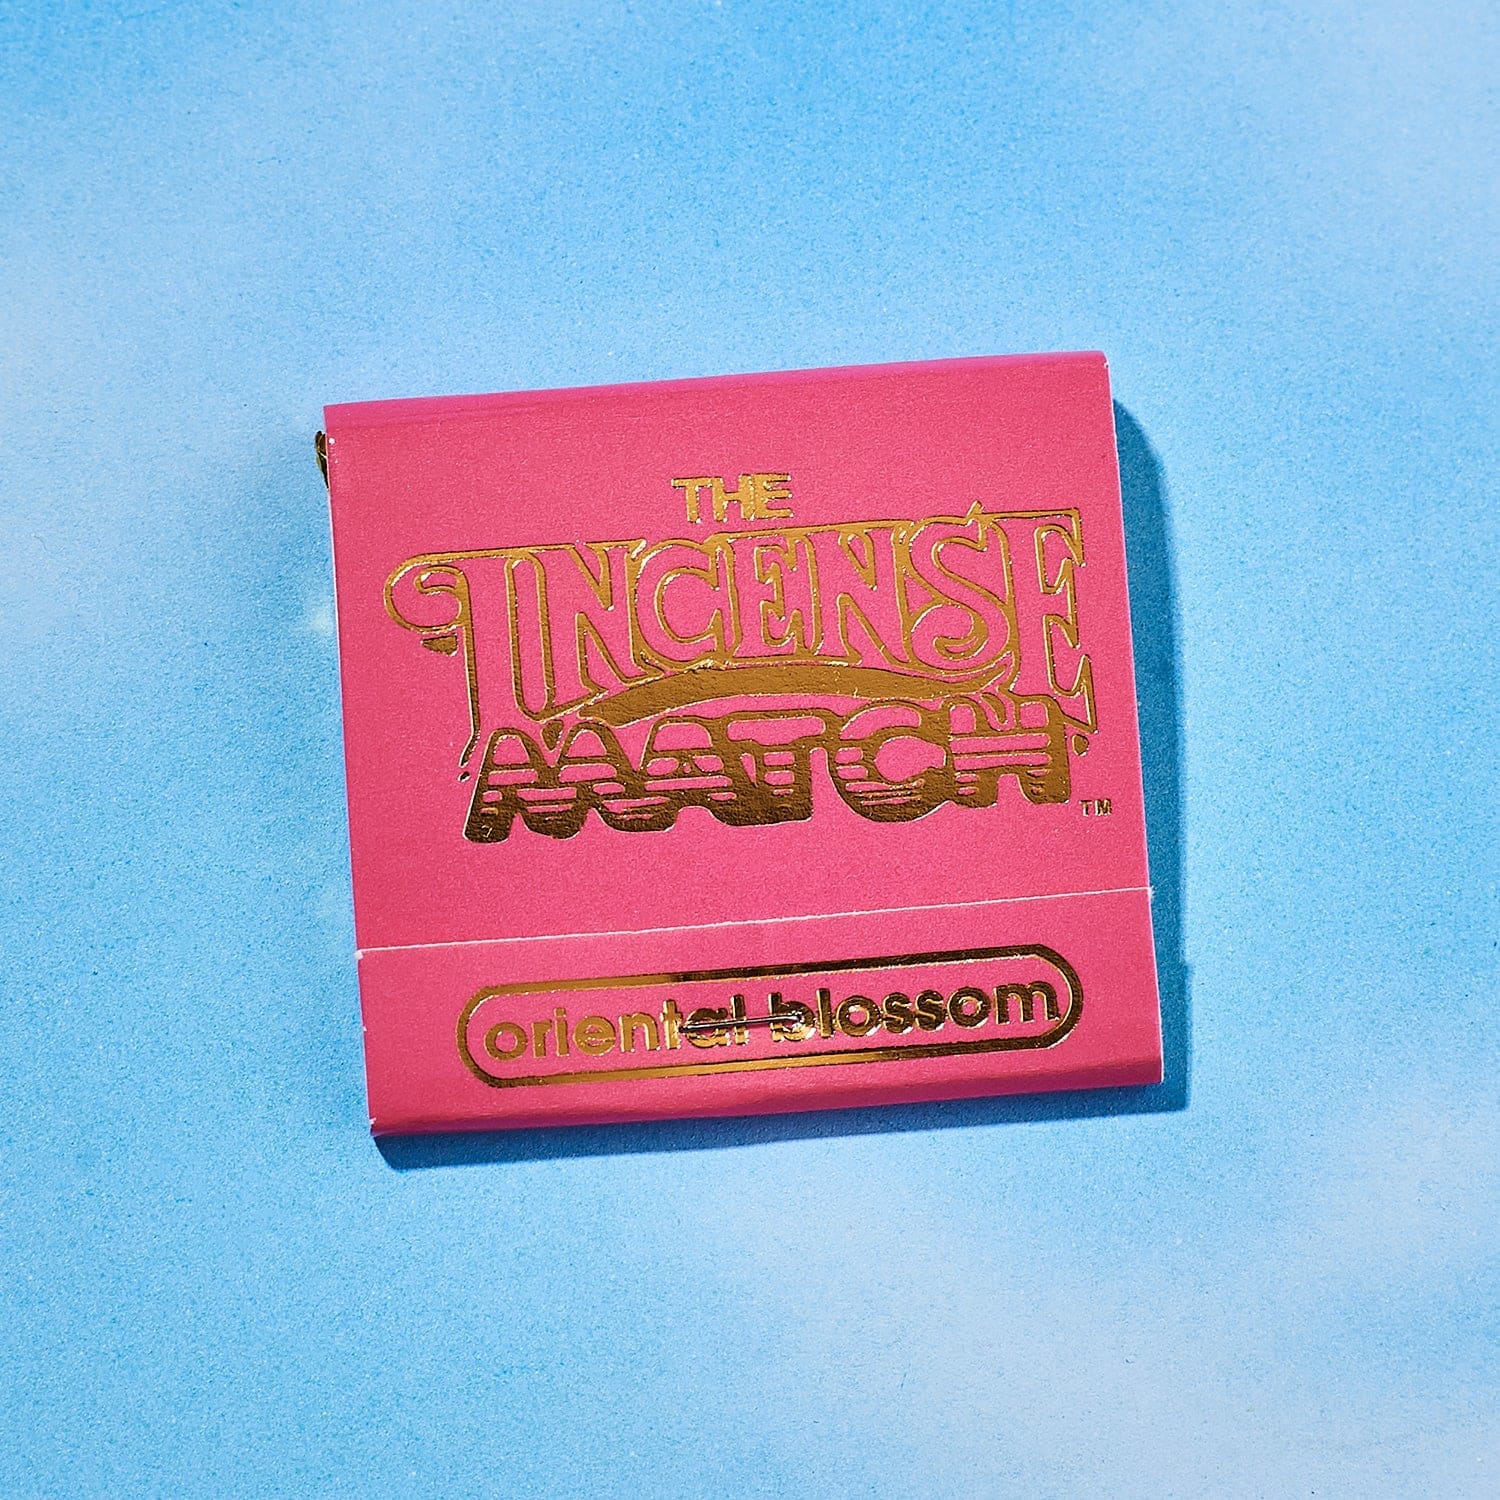 THE
INCENSE
MATCH
TM
oriental blossom